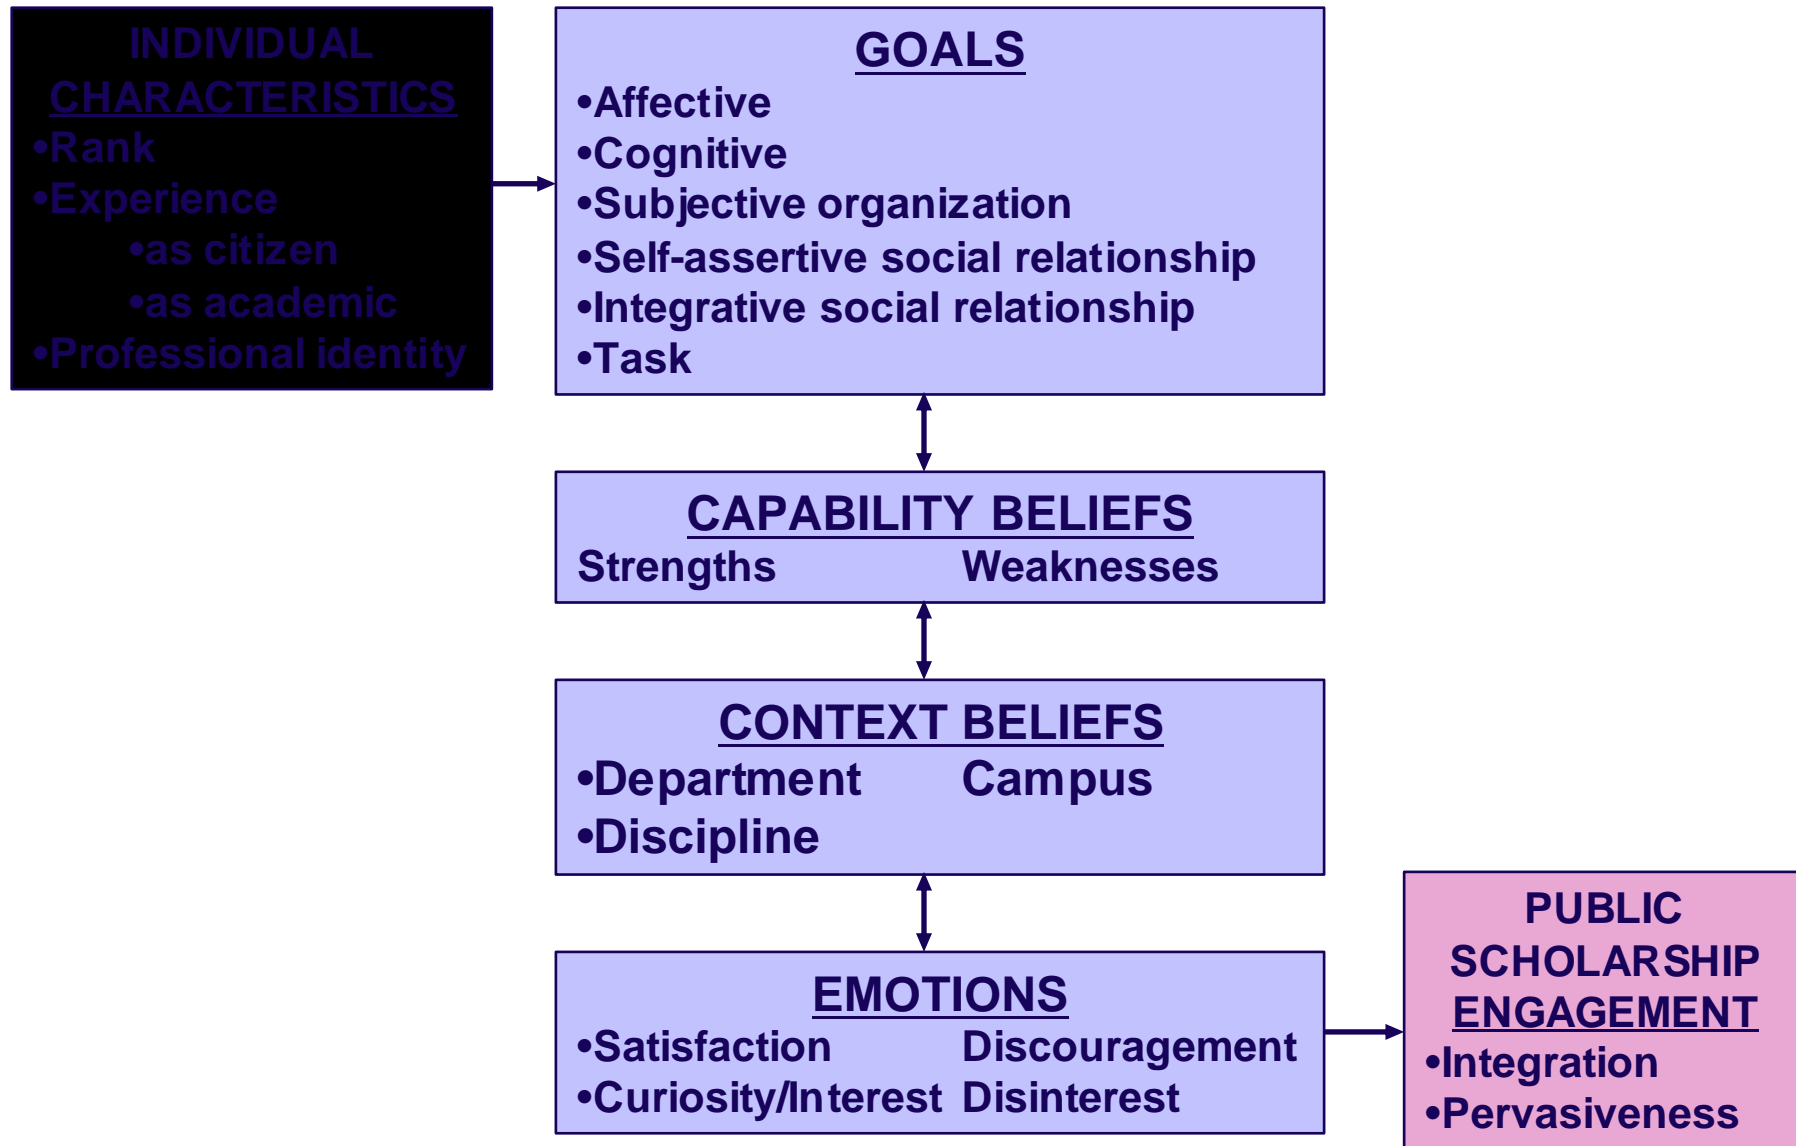 INDIVIDUAL
CHARACTERISTICS
•Rank
•Experience
•as citizen
•as academic
•Professional identity
GOALS
•Affective
•Cognitive
•Subjective organization
•Self-assertive social relationship
•Integrative social relationship
•Task
CAPABILITY BELIEFS
Strengths Weaknesses
CONTEXT BELIEFS
•Department Campus
•Discipline
EMOTIONS
•Satisfaction Discouragement
•Curiosity/Interest Disinterest
PUBLIC
SCHOLARSHIP
ENGAGEMENT
•Integration
•Pervasiveness